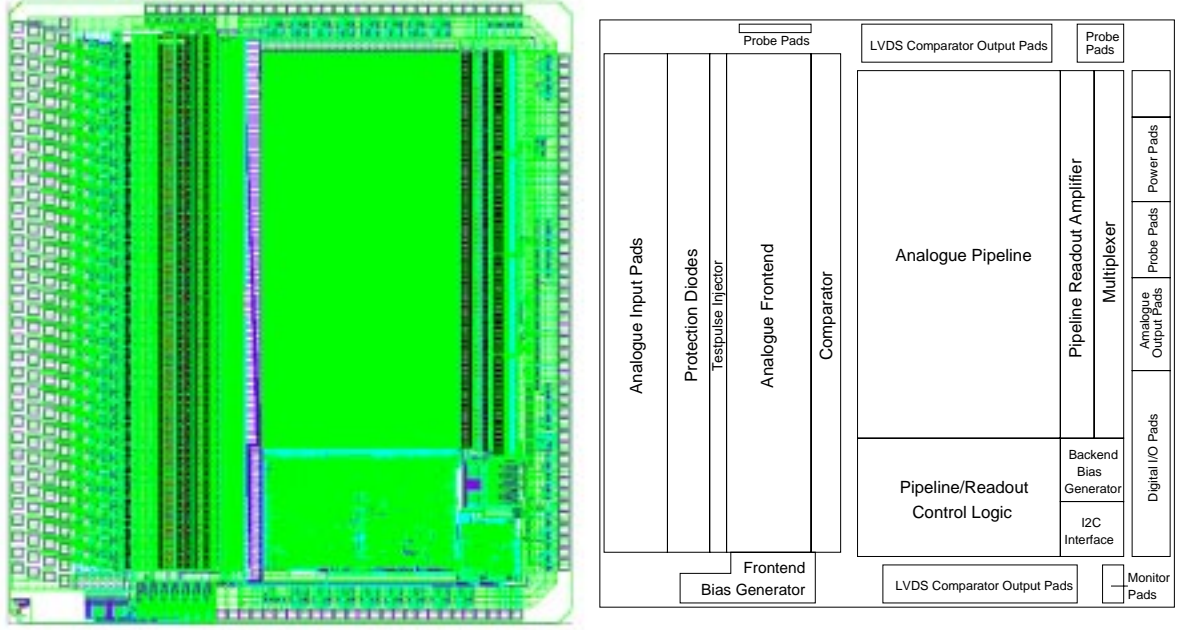 Probe Pads
LVDS Comparator Output Pads
Probe
Pads
Analogue Input Pads
Protection Diodes
Testpulse Injector
Analogue Frontend
Comparator
Analogue Pipeline
Pipeline Readout Amplifier
Multiplexer
Power Pads
Probe Pads
Amalogue
Output Pads
Digital I/O Pads
Pipeline/Readout
Control Logic
Backend
Bias
Generator
I2C
Interface
Frontend
Bias Generator
LVDS Comparator Output Pads
Monitor
Pads